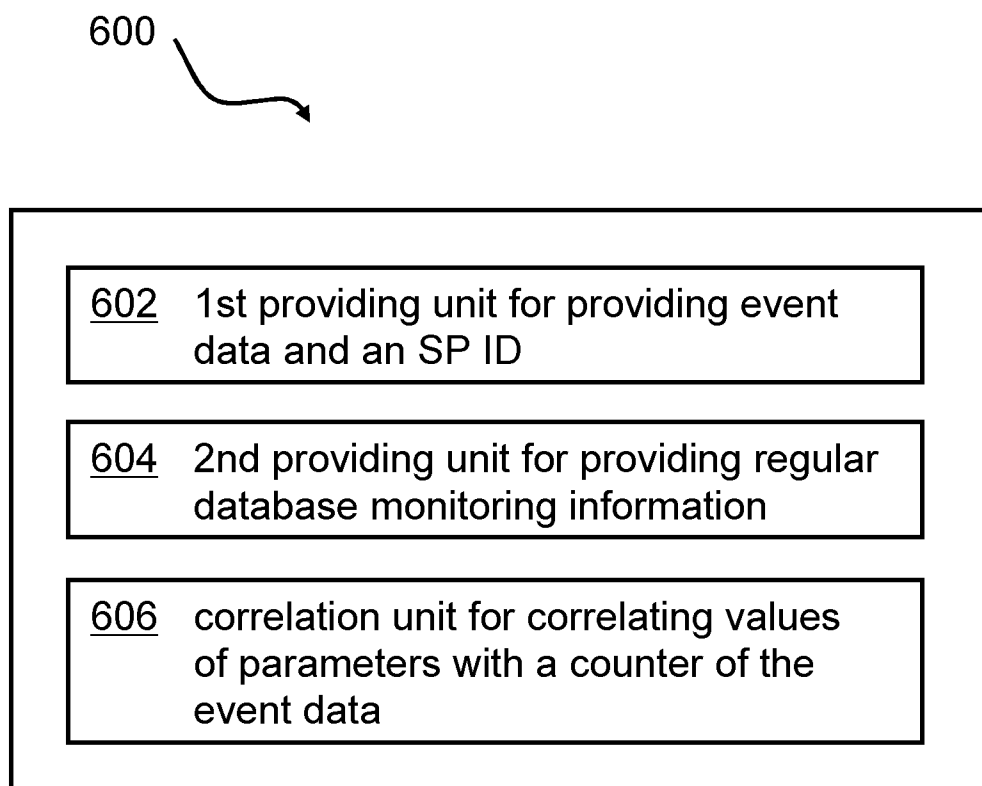 600
602 1st providing unit for providing event
data and an SP ID
604 2nd providing unit for providing regular
database monitoring information
606 correlation unit for correlating values
of parameters with a counter of the
event data